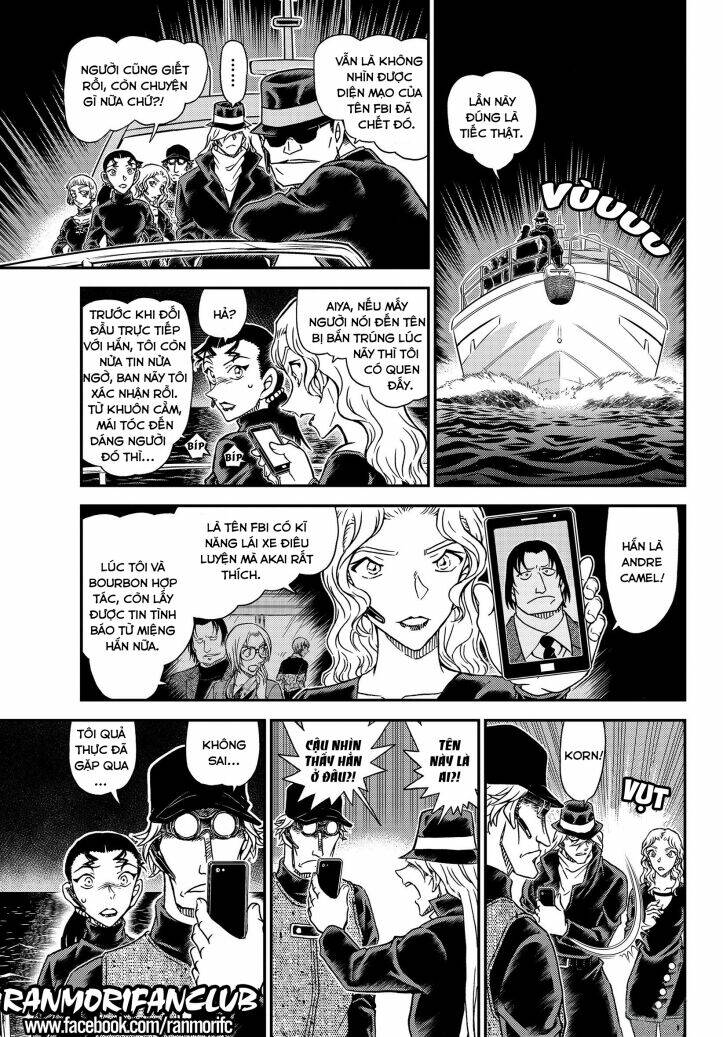 LẦN NÀY
ĐÚNG LÀ
TIẾC THẬT.
VÙUUU
VẪN LÀ KHÔNG
NHÌN ĐƯỢC
DIỆN MẠO CỦA
TÊN FBI ĐÃ
CHẾT ĐÓ.
......
NGƯỜI CŨNG GIẾT
RỒI, CÒN CHUYỆN
GÌ NỮA CHỨ?!
AIYA, NẾU MẤY
NGƯỜI NÓI ĐẾN TÊN
BỊ BẮN TRÚNG LÚC
NÃY THÌ TÔI
CÓ QUEN
ĐẤY.
HẢ?
TRƯỚC KHI ĐỐI
ĐẦU TRỰC TIẾP
VỚI HẮN, TÔI CÒN
NỬA TIN NỬA
NGỜ, BAN NÃY TÔI
XÁC NHẬN RỒI.
TỪ KHUÔN CẰM,
MÁI TÓC ĐẾN
DÁNG NGƯỜI
ĐÓ THÌ...
BÍP
BÍP
HẮN LÀ
ANDRE
CAMEL!
LÀ TÊN FBI CÓ KĨ
NĂNG LÁI XE ĐIÊU
LUYỆN MÀ AKAI RẤT
THÍCH.
LÚC TÔI VÀ
BOURBON HỢP
TÁC, CÒN LẤY
ĐƯỢC TIN TÌNH
BÁO TỪ MIỆNG
HẮN NỮA.
KORN!
VỤT
TÊN
NÀY LÀ
AI?!
CẬU NHÌN
THẤY HẮN
Ở ĐÂU?!
KHÔNG
SAI...
TÔI QUẢ
THỰC ĐÃ
GẶP QUA
...
RANMORIFANCLUB
www.facebook.com/ranmorifc